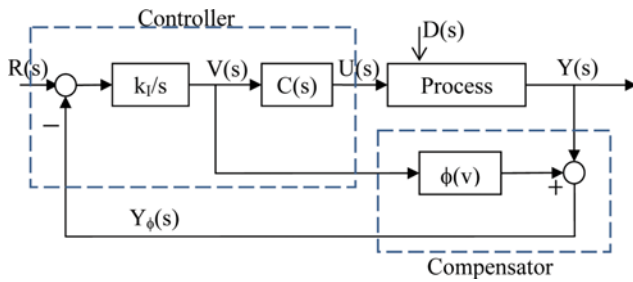 Controller
D(s)
R(s)
V(s)
U(s)
Y(s)
k_I/s
C(s)
Process
−
ϕ(v)
+
Y_ϕ(s)
Compensator